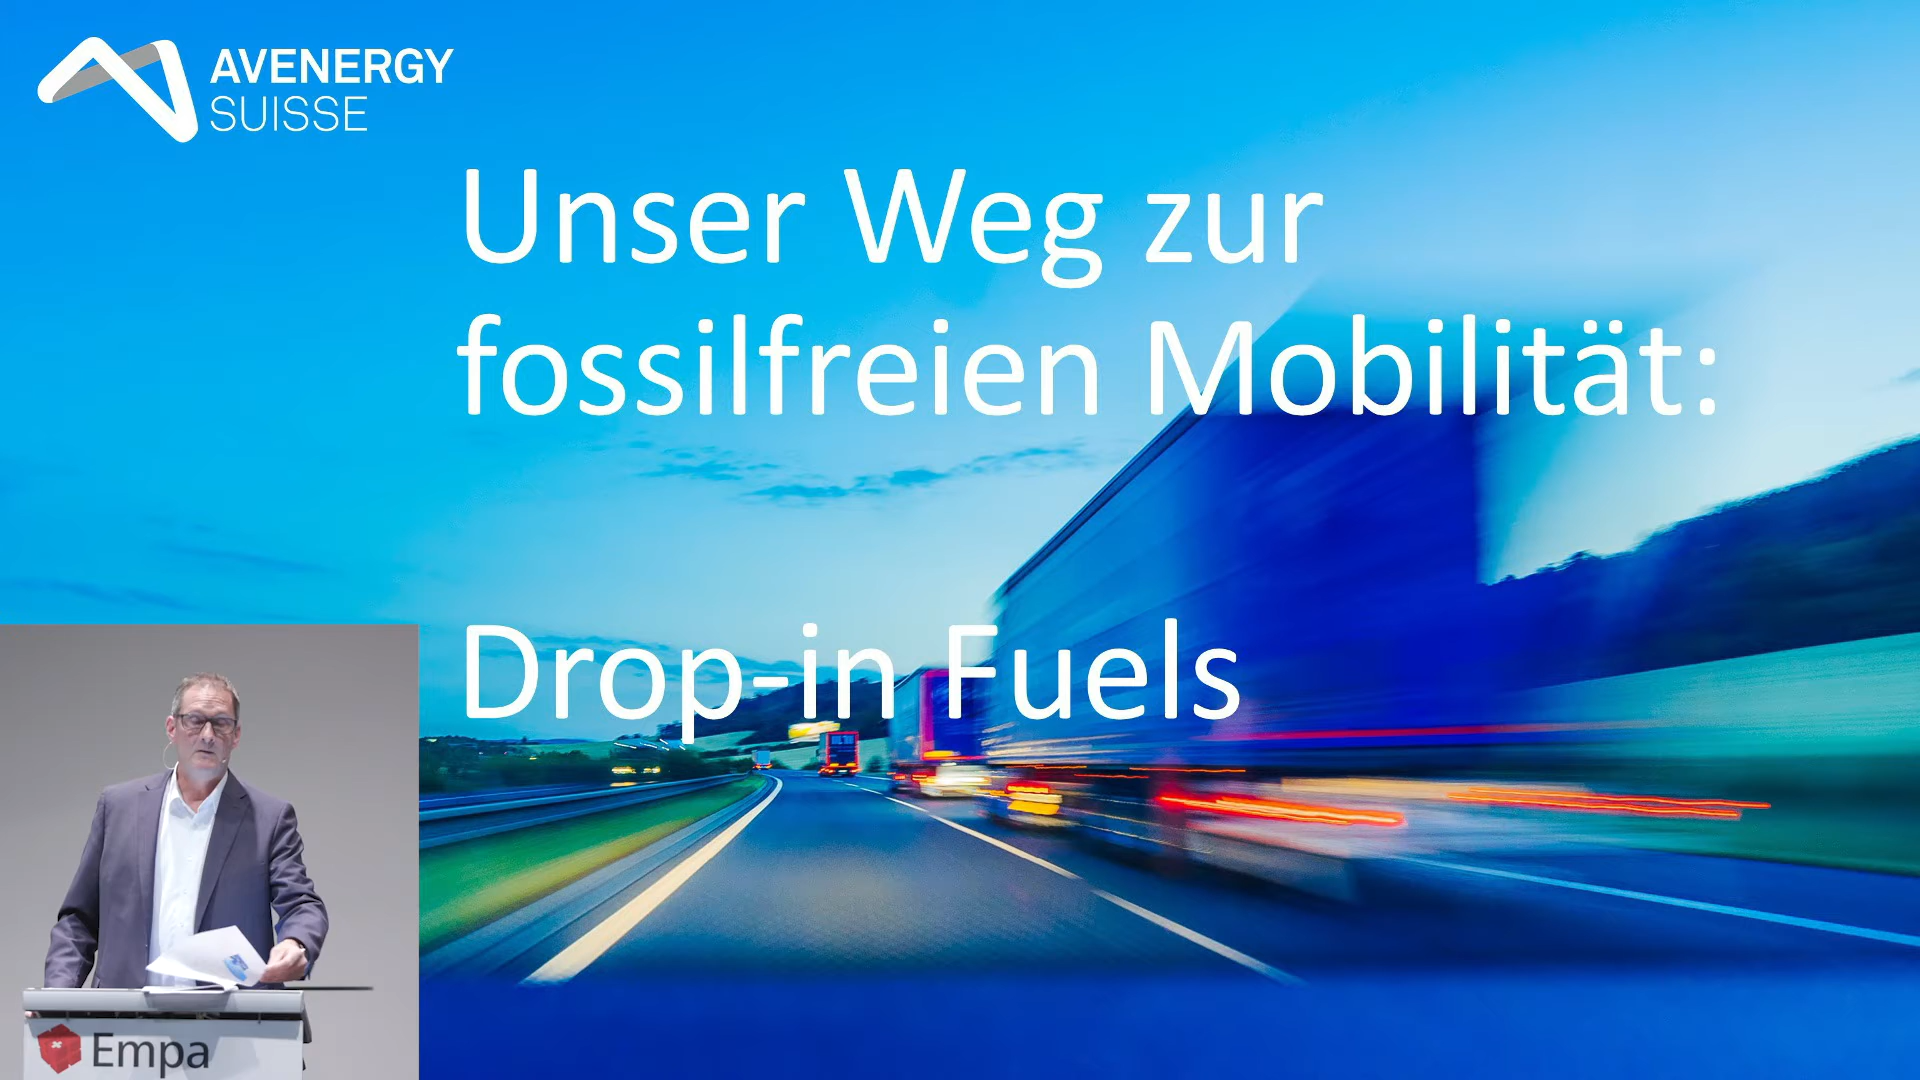 AVENERGY
SUISSE
Unser Weg zur
fossilfreien Mobilität:
Drop-in Fuels
Empa